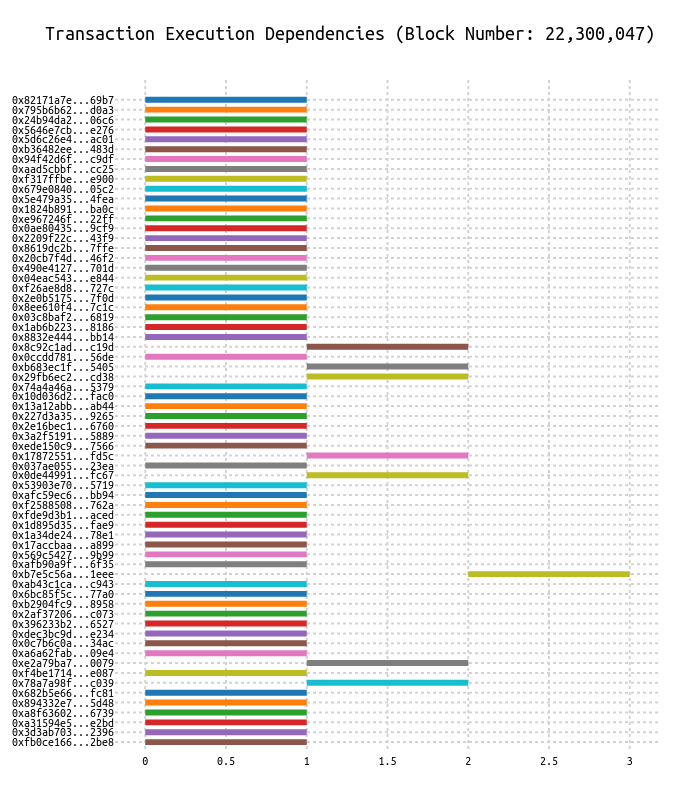 Transaction Execution Dependencies (Block Number: 22,300,047)
0x82171a7e...69b7
0x795b6b62...d0a3
0x24b94da2...06c6
0x5646e7cb...e276
0x5d6c26e4...ac01
0xb36482ee...483d
0x94f42d6f...c9df
0xaad5cbbf...cc25
0xf317ffbe...e900
0x679e0840...05c2
0x5e479a35...4fea
0x1824b891...ba0c
0xe967246f...22ff
0x0ae80435...9cf9
0x2209f22c...43f9
0x8619dc2b...7ffe
0x20cb7f4d...46f2
0x490e4127...701d
0x04eac543...e844
0xf26ae8d8...727c
0x2e0b5175...7f0d
0x8ee610f4...7c1c
0x03c8baf2...6819
0x1ab6b223...8186
0x8832e444...bb14
0x8c92c1ad...c19d
0x0ccdd781...56de
0xb683ec1f...5405
0x29fb6ec2...cd38
0x74a4a46a...5379
0x10d036d2...fac0
0x13a12abb...ab44
0x227d3a35...9265
0x2e16bec1...6760
0x3a2f5191...5889
0xede150c9...7566
0x17872551...fd5c
0x037ae055...23ea
0x0de44991...fc67
0x53903e70...5719
0xafc59ec6...bb94
0xf2588508...762a
0xfde9d3b1...aced
0x1d895d35...fae9
0x1a34de24...78e1
0x17accbaa...a899
0x569c5427...9b99
0xafb90a9f...6f35
0xb7e5c56a...1eee
0xab43c1ca...c943
0x6bc85f5c...77a0
0xb2904fc9...8958
0x2af37206...c073
0x396233b2...6527
0xdec3bc9d...e234
0x0c7b6c0a...34ac
0xa6a62fab...09e4
0xe2a79ba7...0079
0xf4be1714...e087
0x78a7a98f...c039
0x682b5e66...fc81
0x894332e7...5d48
0xa8f63602...6739
0xa31594e5...e2bd
0x3d3ab703...2396
0xfb0ce166...2be8
0 0.5 1 1.5 2 2.5 3